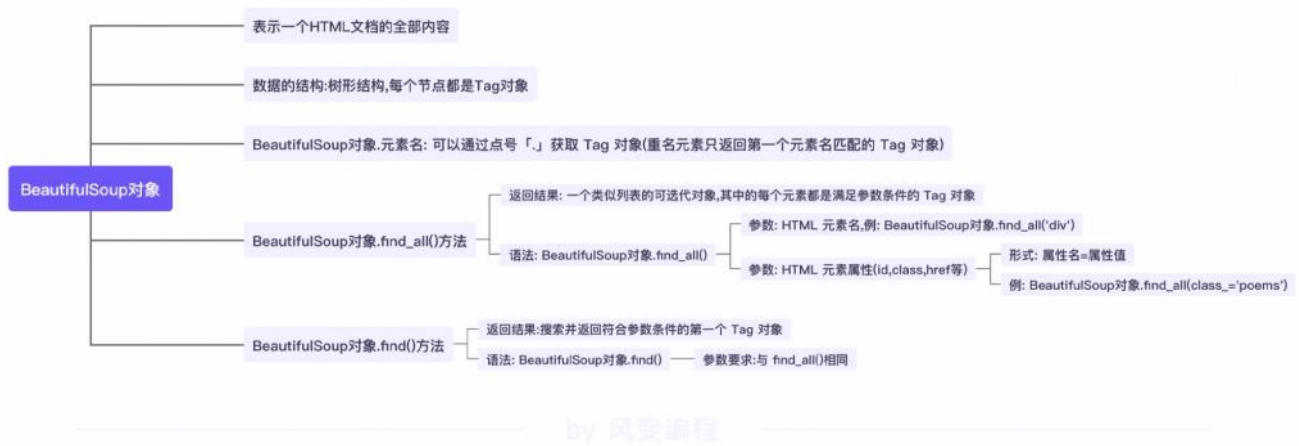 表示一个HTML文档的全部内容
数据的结构:树形结构,每个节点都是Tag对象
BeautifulSoup对象.元素名: 可以通过点号「.」获取 Tag 对象(重名元素只返回第一个元素名匹配的 Tag 对象)
BeautifulSoup对象
返回结果: 一个类似列表的可迭代对象,其中的每个元素都是满足参数条件的 Tag 对象
BeautifulSoup对象.find_all()方法
语法: BeautifulSoup对象.find_all()
参数: HTML 元素名,例: BeautifulSoup对象.find_all('div')
参数: HTML 元素属性(id,class,href等)
形式: 属性名=属性值
例: BeautifulSoup对象.find_all(class_='poems')
BeautifulSoup对象.find()方法
返回结果:搜索并返回符合参数条件的第一个 Tag 对象
语法: BeautifulSoup对象.find()
参数要求:与 find_all()相同
by 风变编程